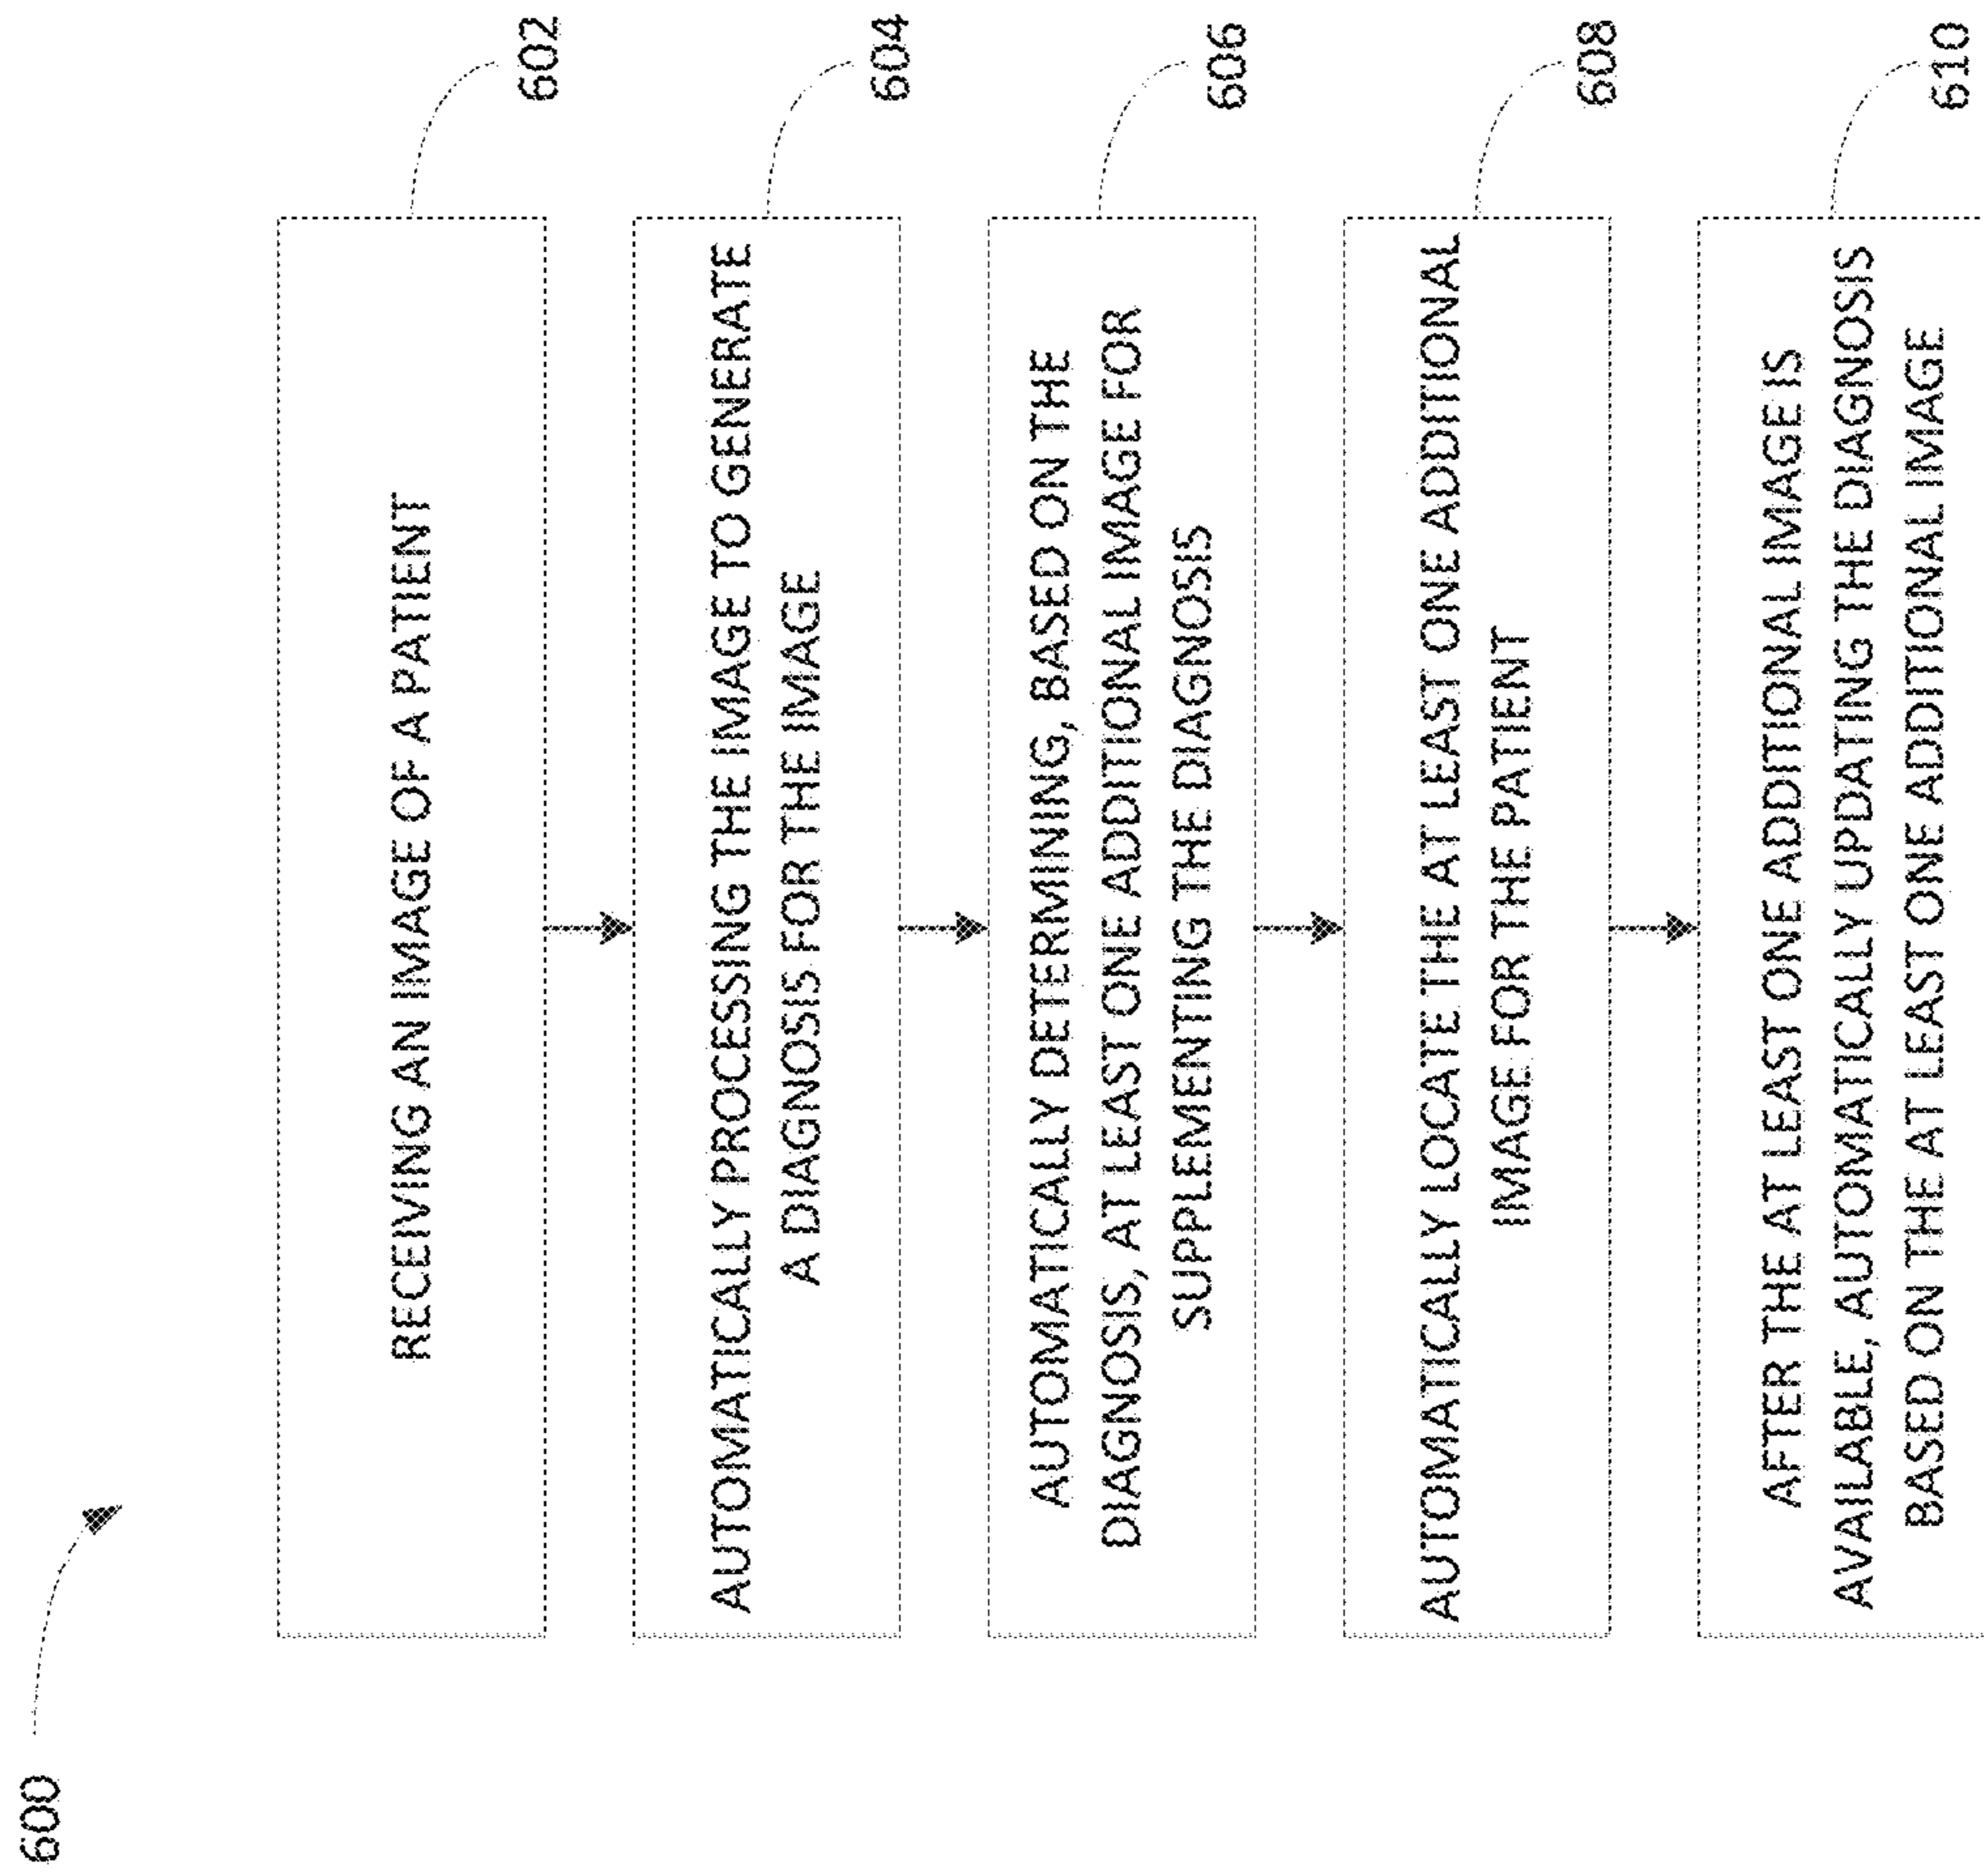 600
RECEIVING AN IMAGE OF A PATIENT
602
AUTOMATICALLY PROCESSING THE IMAGE TO GENERATE
A DIAGNOSIS FOR THE IMAGE
604
AUTOMATICALLY DETERMINING, BASED ON THE
DIAGNOSIS, AT LEAST ONE ADDITIONAL IMAGE FOR
SUPPLEMENTING THE DIAGNOSIS
606
AUTOMATICALLY LOCATE THE AT LEAST ONE ADDITIONAL
IMAGE FOR THE PATIENT
608
AFTER THE AT LEAST ONE ADDITIONAL IMAGE IS
AVAILABLE, AUTOMATICALLY UPDATING THE DIAGNOSIS
BASED ON THE AT LEAST ONE ADDITIONAL IMAGE
610